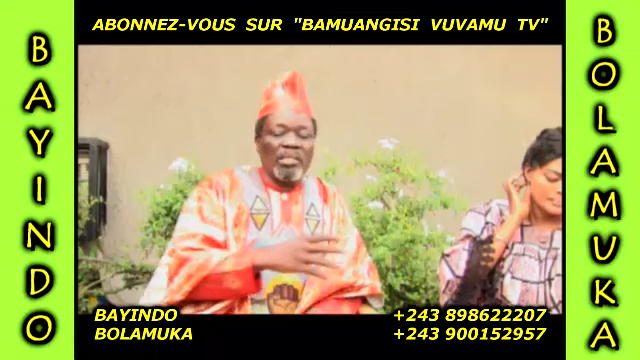 ABONNEZ-VOUS SUR "BAMUANGISI VUVAMU TV"
BAYINDO
BOLAMUKA
BAYINDO +243 898622207
BOLAMUKA +243 900152957